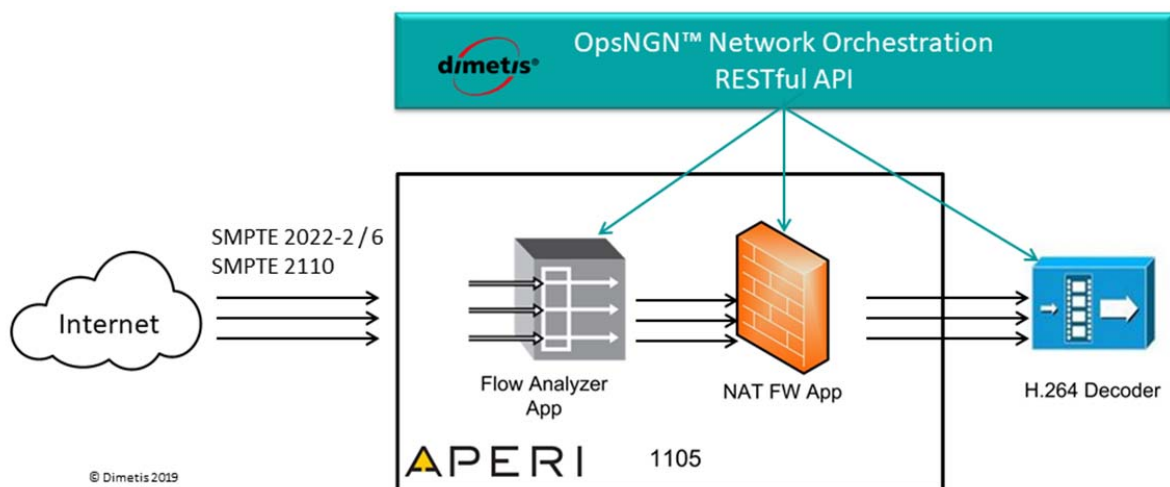 OpsNGN™ Network Orchestration
dimetis®
RESTful API
SMPTE 2022-2 / 6
SMPTE 2110
Internet
Flow Analyzer
App
NAT FW App
H.264 Decoder
APERI
1105
© Dimetis 2019